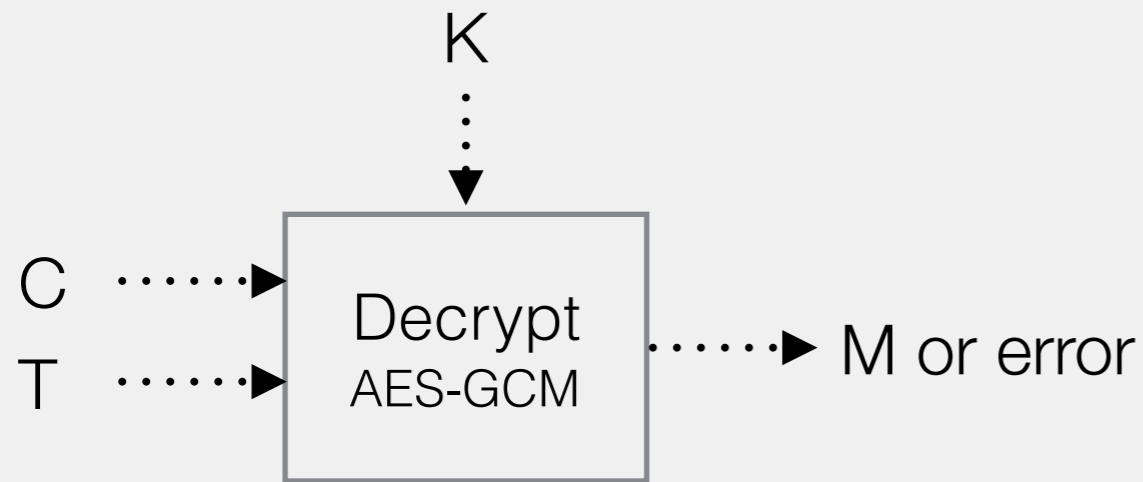 K
C
T
Decrypt
AES-GCM
M or error